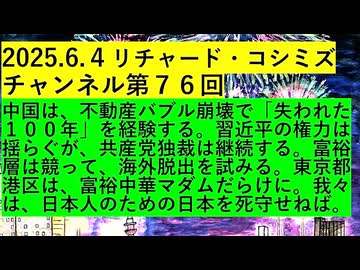 2025.6.４リチャード・コシミズ
チャンネル第７６回
中国は、不動産バブル崩壊で「失われた
１００年」を経験する。習近平の権力は
揺らぐが、共産党独裁は継続する。富裕
層は競って、海外脱出を試みる。東京都
港区は、富裕中華マダムだらけに。我々
は、日本人のための日本を死守せねば。